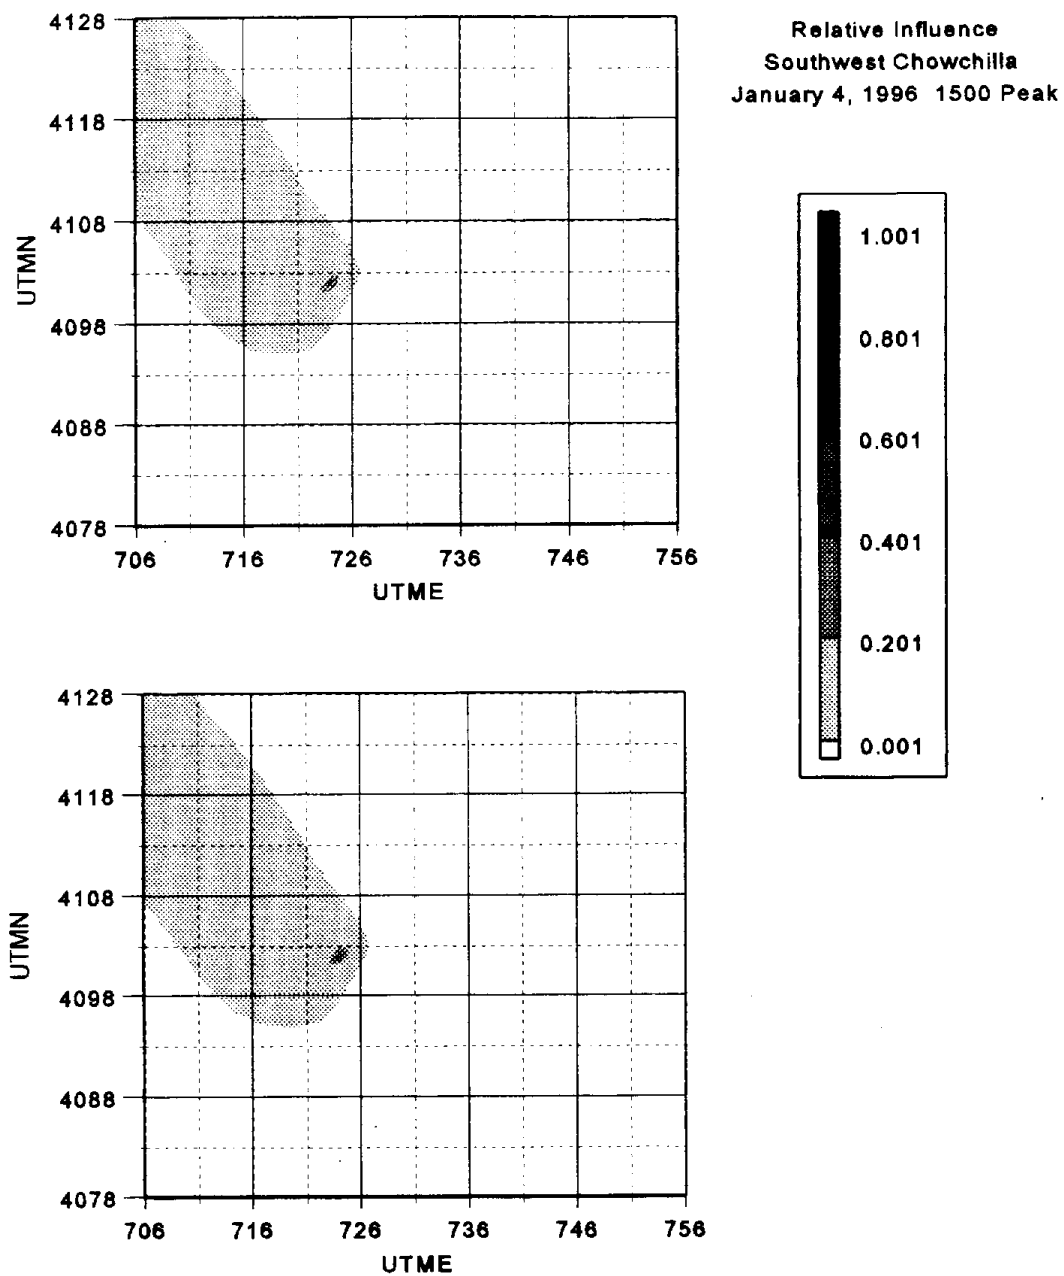 Relative Influence
Southwest Chowchilla
January 4, 1996 1500 Peak
4128
4118
4108
4098
4088
4078
UTMN
706 716 726 736 746 756
UTME
1.001
0.801
0.601
0.401
0.201
0.001
4128
4118
4108
4098
4088
4078
UTMN
706 716 726 736 746 756
UTME